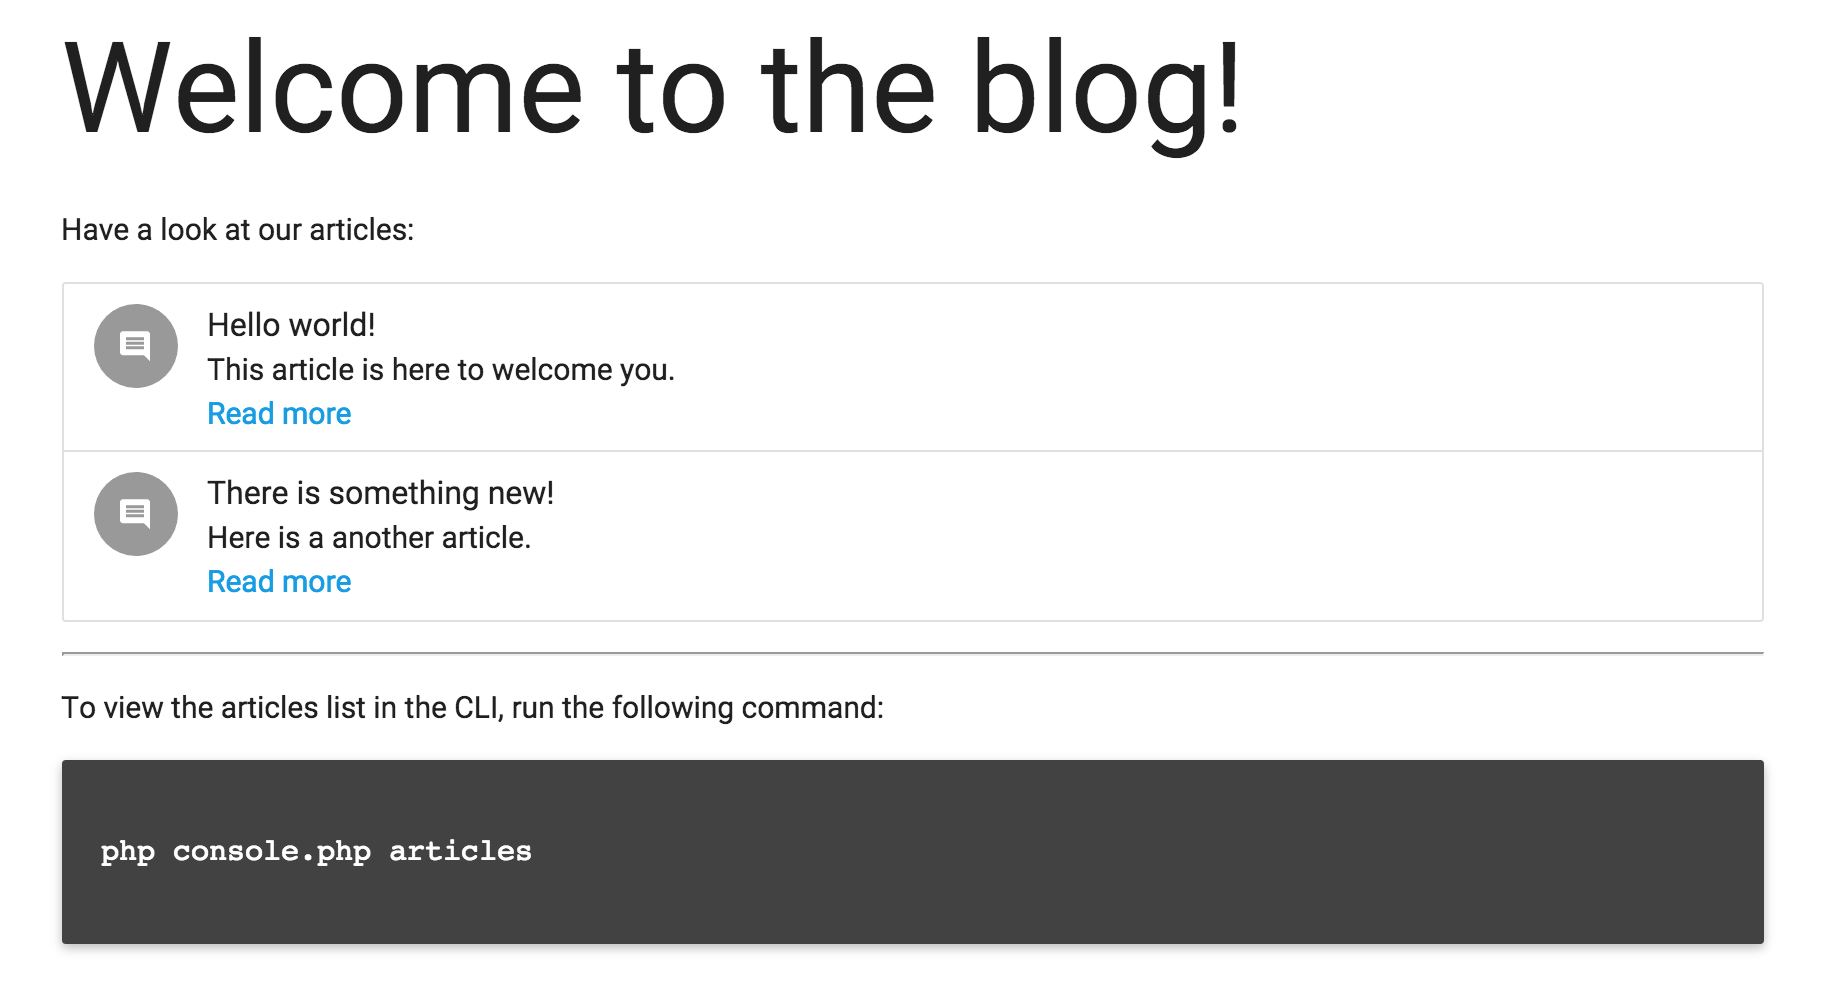 Welcome to the blog!
Have a look at our articles:
Hello world!
This article is here to welcome you.
Read more
There is something new!
Here is a another article.
Read more
To view the articles list in the CLI, run the following command:
php console.php articles